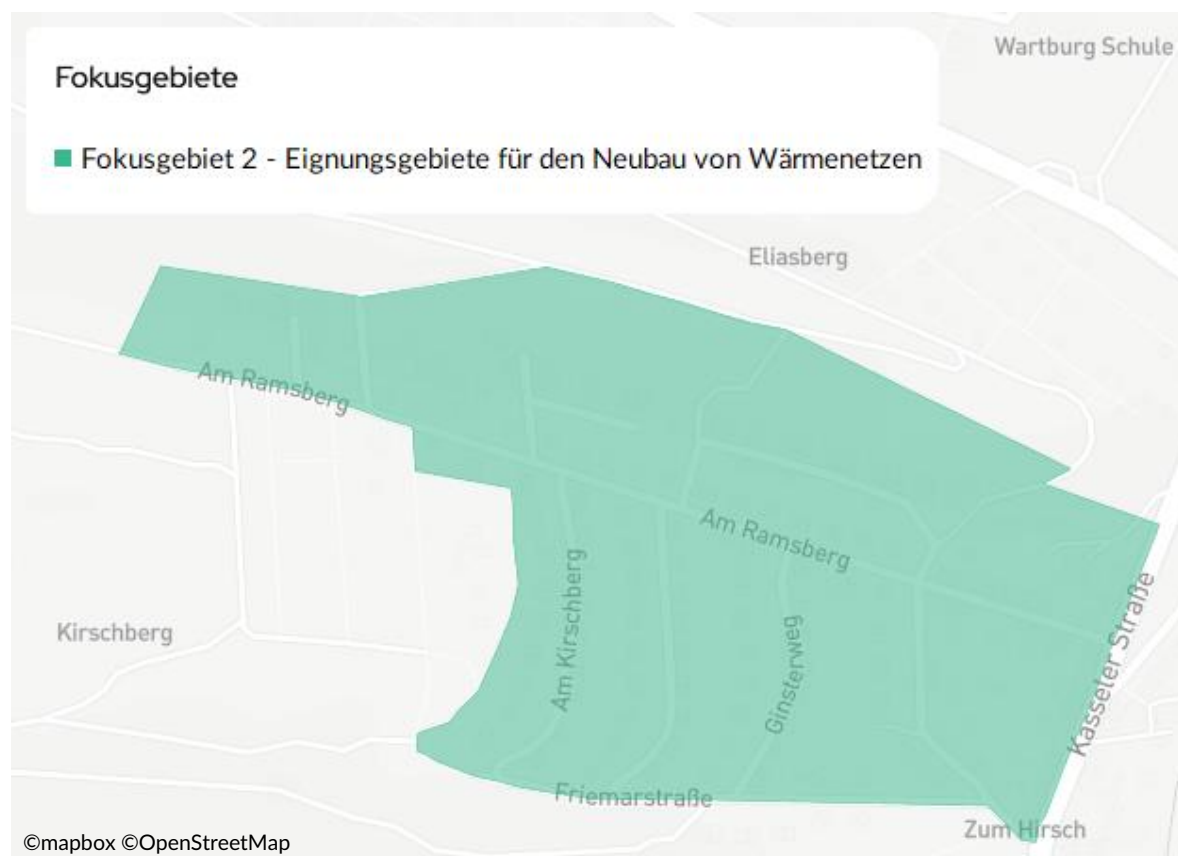 Wartburg Schule
Fokusgebiete
Fokusgebiet 2 - Eignungsgebiete für den Neubau von Wärmenetzen
Eliasberg
Am Ramsberg
Am Ramsberg
Am Kirschberg
Kirschberg
Ginsterweg
Kasseler Straße
Friemarstraße
Zum Hirsch
©mapbox ©OpenStreetMap